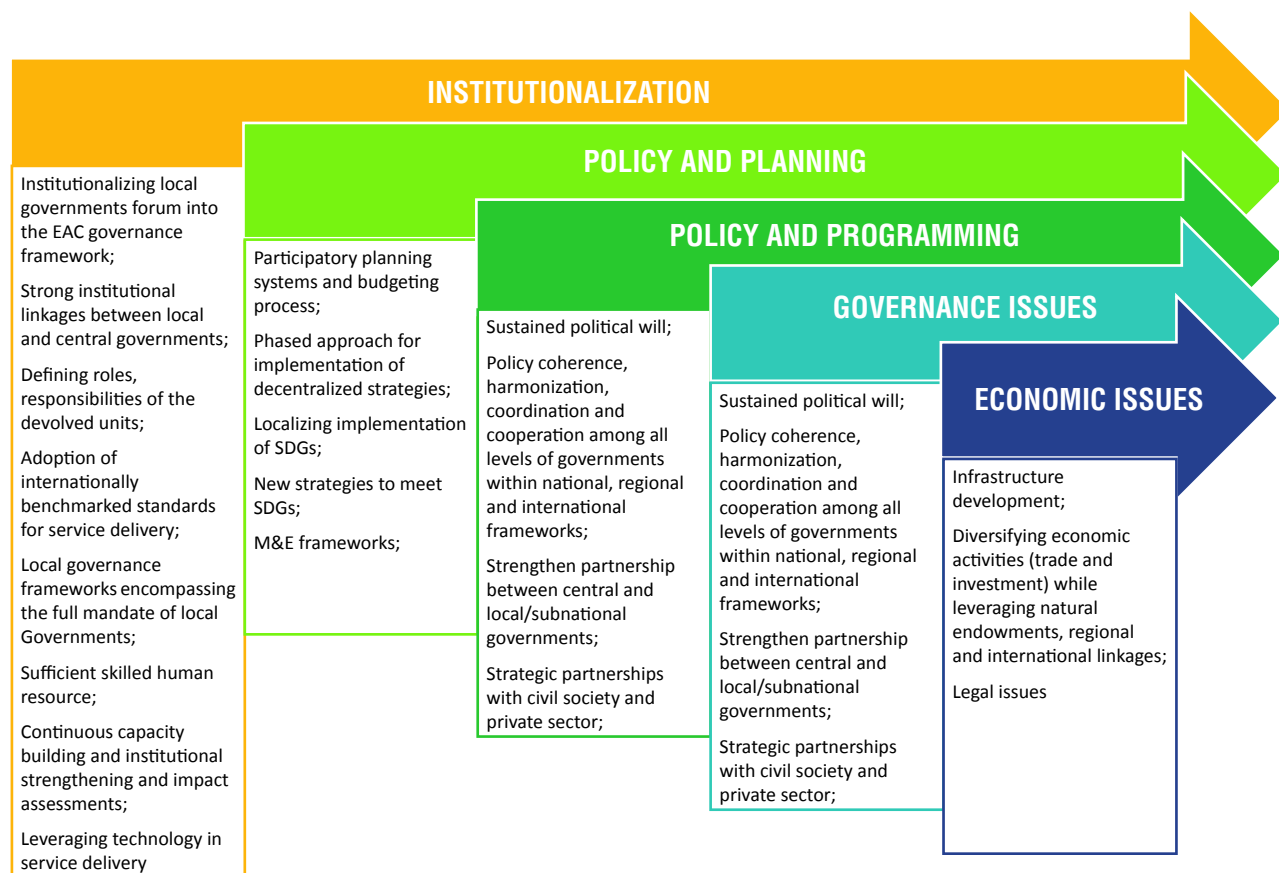 INSTITUTIONALIZATION
Institutionalizing local
governments forum into
the EAC governance
framework;
Strong institutional
linkages between local
and central governments;
Defining roles,
responsibilities of the
devolved units;
Adoption of
internationally
benchmarked standards
for service delivery;
Local governance
frameworks encompassing
the full mandate of local
Governments;
Sufficient skilled human
resource;
Continuous capacity
building and institutional
strengthening and impact
assessments;
Leveraging technology in
service delivery
POLICY AND PLANNING
Participatory planning
systems and budgeting
process;
Phased approach for
implementation of
decentralized strategies;
Localizing implementation
of SDGs;
New strategies to meet
SDGs;
M&E frameworks;
POLICY AND PROGRAMMING
Sustained political will;
Policy coherence,
harmonization,
coordination and
cooperation among all
levels of governments
within national, regional
and international
frameworks;
Strengthen partnership
between central and
local/subnational
governments;
Strategic partnerships
with civil society and
private sector;
GOVERNANCE ISSUES
Sustained political will;
Policy coherence,
harmonization,
coordination and
cooperation among all
levels of governments
within national, regional
and international
frameworks;
Strengthen partnership
between central and
local/subnational
governments;
Strategic partnerships
with civil society and
private sector;
ECONOMIC ISSUES
Infrastructure
development;
Diversifying economic
activities (trade and
investment) while
leveraging natural
endowments, regional
and international linkages;
Legal issues